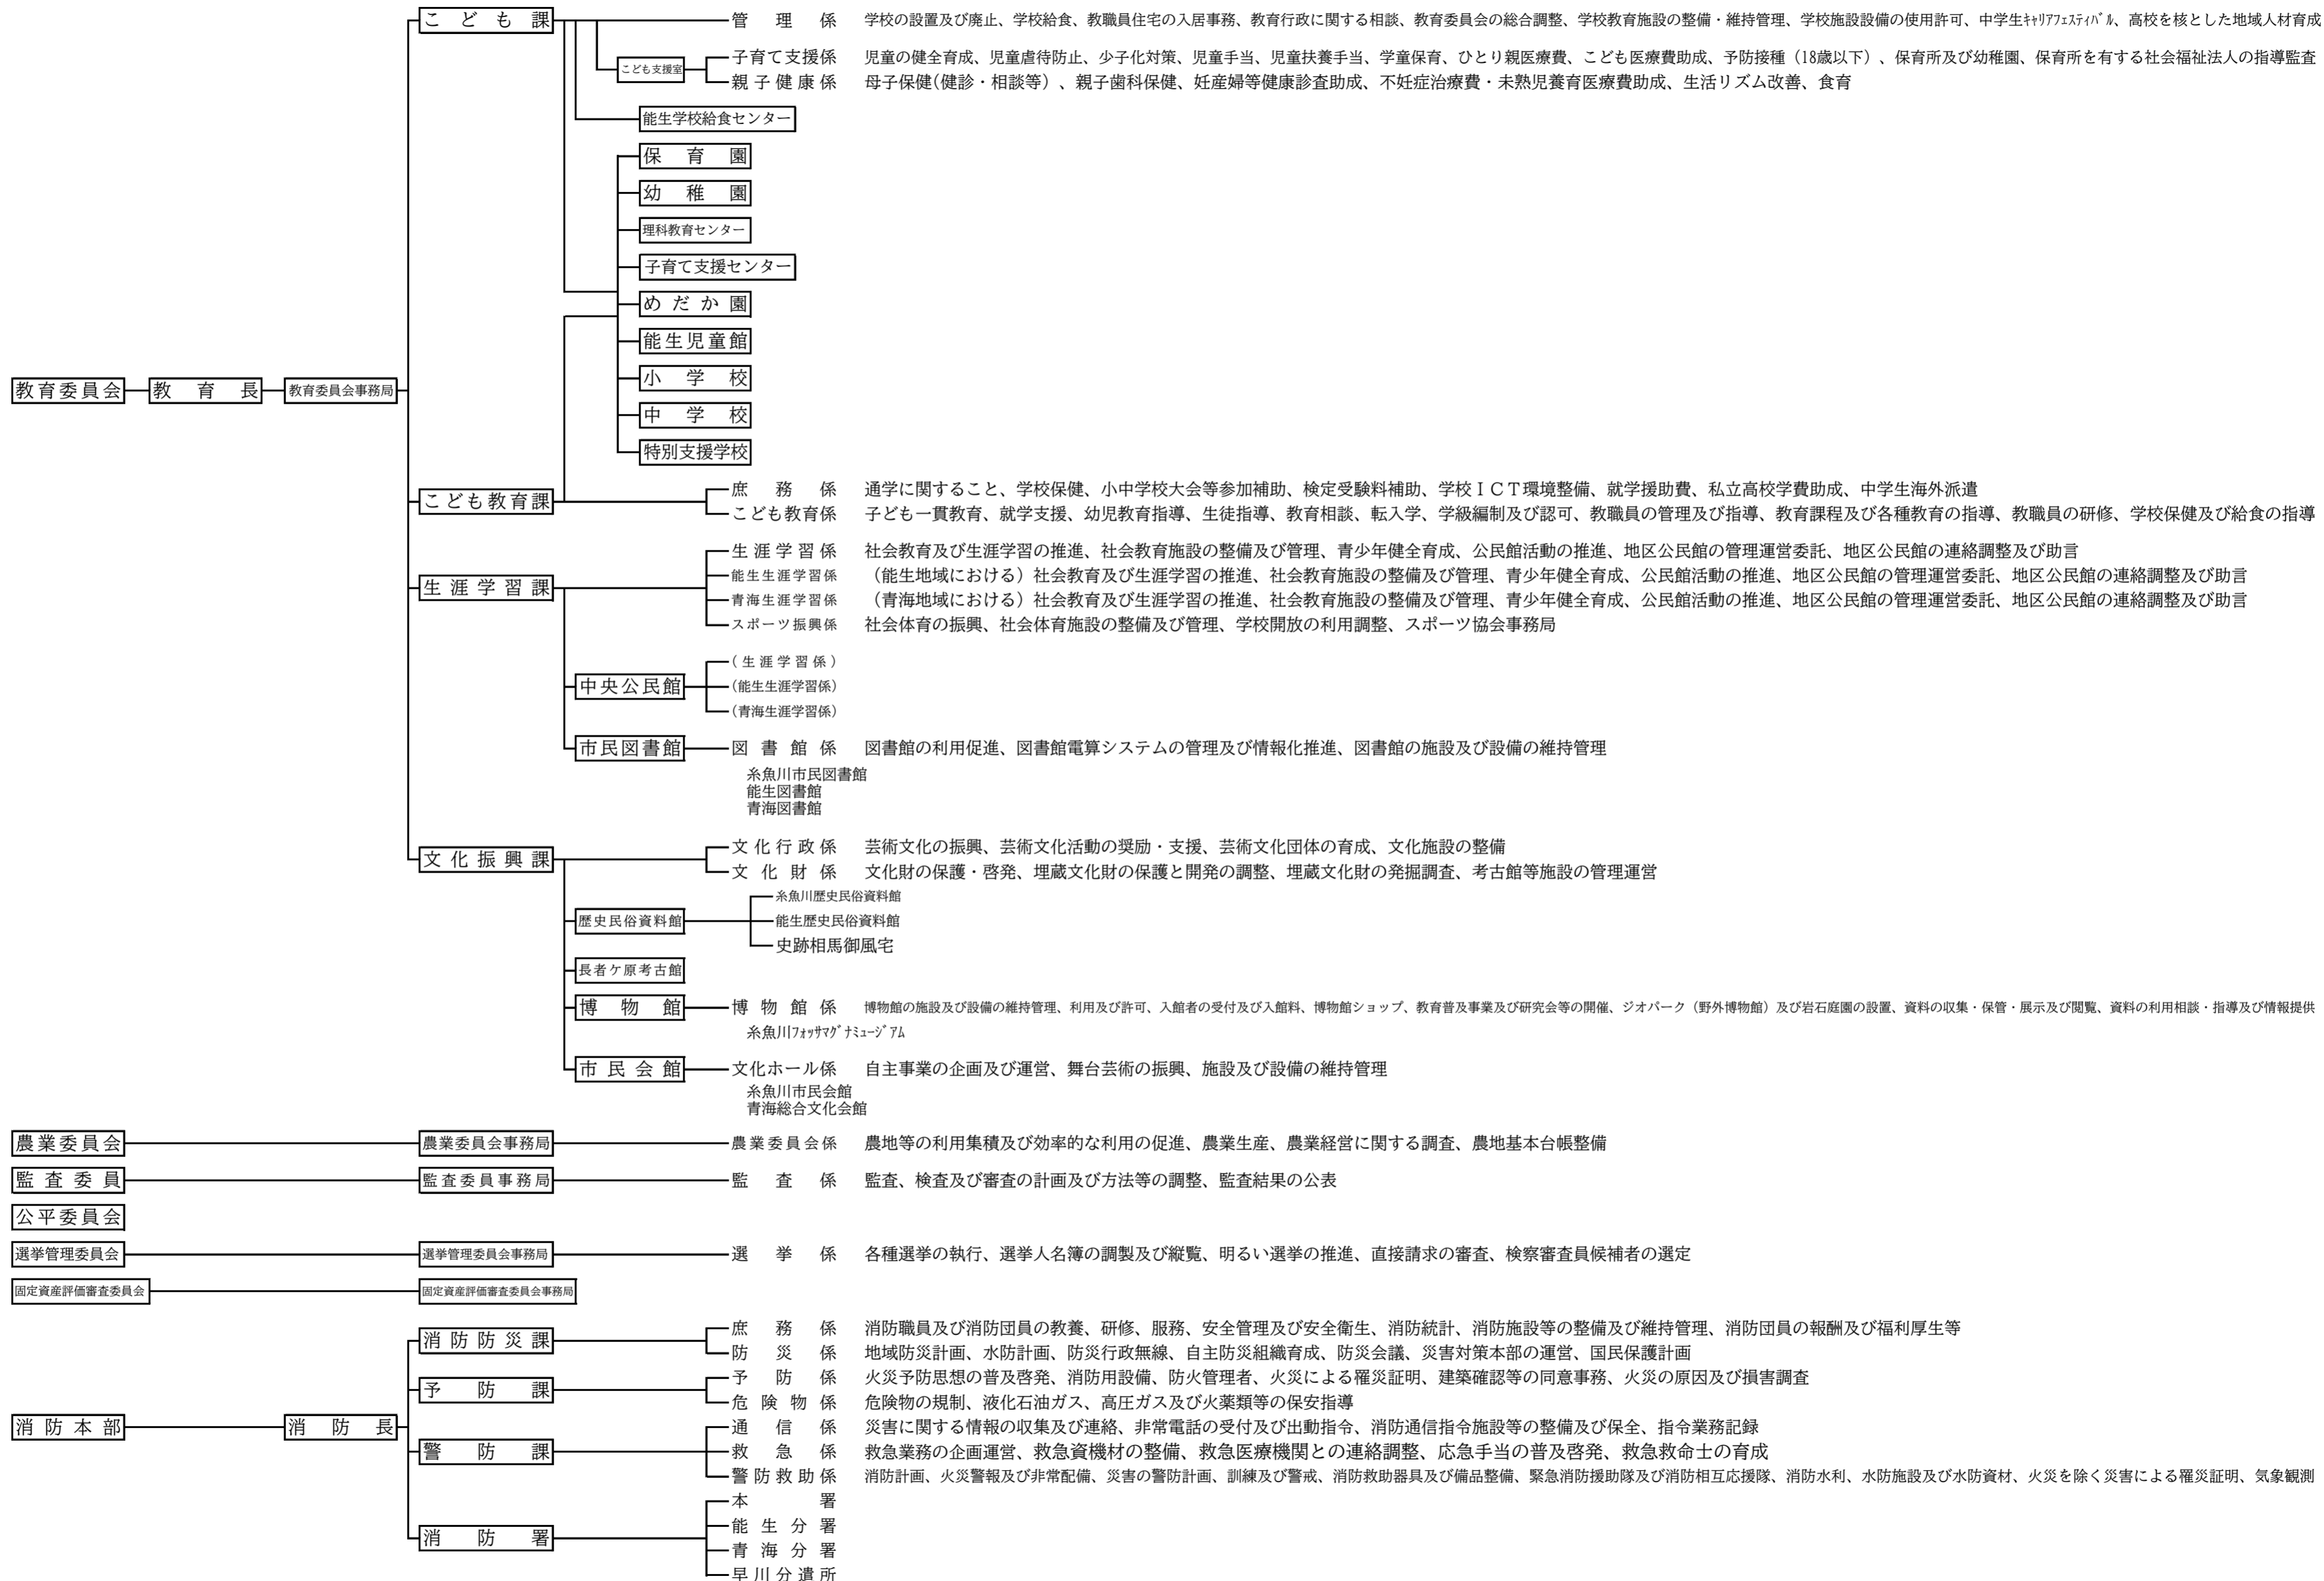 こども課
管理係 学校の設置及び廃止、学校給食、教職員住宅の入居事務、教育行政に関する相談、教育委員会の総合調整、学校教育施設の整備・維持管理、学校施設設備の使用許可、中学生ｷｬﾘｱﾌｪｽﾃｨﾊﾞﾙ、高校を核とした地域人材育成
こども支援室
子育て支援係 児童の健全育成、児童虐待防止、少子化対策、児童手当、児童扶養手当、学童保育、ひとり親医療費、こども医療費助成、予防接種（18歳以下）、保育所及び幼稚園、保育所を有する社会福祉法人の指導監査
親子健康係 母子保健(健診・相談等）、親子歯科保健、妊産婦等健康診査助成、不妊症治療費・未熟児養育医療費助成、生活リズム改善、食育
能生学校給食センター
保育園
幼稚園
理科教育センター
子育て支援センター
めだか園
能生児童館
小学校
中学校
特別支援学校
教育委員会 教育長 教育委員会事務局
こども教育課
庶務係 通学に関すること、学校保健、小中学校大会等参加補助、検定受験料補助、学校ＩＣＴ環境整備、就学援助費、私立高校学費助成、中学生海外派遣
こども教育係 子ども一貫教育、就学支援、幼児教育指導、生徒指導、教育相談、転入学、学級編制及び認可、教職員の管理及び指導、教育課程及び各種教育の指導、教職員の研修、学校保健及び給食の指導
生涯学習課
生涯学習係 社会教育及び生涯学習の推進、社会教育施設の整備及び管理、青少年健全育成、公民館活動の推進、地区公民館の管理運営委託、地区公民館の連絡調整及び助言
能生生涯学習係 （能生地域における）社会教育及び生涯学習の推進、社会教育施設の整備及び管理、青少年健全育成、公民館活動の推進、地区公民館の管理運営委託、地区公民館の連絡調整及び助言
青海生涯学習係 （青海地域における）社会教育及び生涯学習の推進、社会教育施設の整備及び管理、青少年健全育成、公民館活動の推進、地区公民館の管理運営委託、地区公民館の連絡調整及び助言
スポーツ振興係 社会体育の振興、社会体育施設の整備及び管理、学校開放の利用調整、スポーツ協会事務局
中央公民館
(生涯学習係)
(能生生涯学習係)
(青海生涯学習係)
市民図書館 図書館係 図書館の利用促進、図書館電算システムの管理及び情報化推進、図書館の施設及び設備の維持管理
糸魚川市民図書館
能生図書館
青海図書館
文化振興課
文化行政係 芸術文化の振興、芸術文化活動の奨励・支援、芸術文化団体の育成、文化施設の整備
文化財係 文化財の保護・啓発、埋蔵文化財の保護と開発の調整、埋蔵文化財の発掘調査、考古館等施設の管理運営
歴史民俗資料館
糸魚川歴史民俗資料館
能生歴史民俗資料館
史跡相馬御風宅
長者ケ原考古館
博物館 博物館係 博物館の施設及び設備の維持管理、利用及び許可、入館者の受付及び入館料、博物館ショップ、教育普及事業及び研究会等の開催、ジオパーク（野外博物館）及び岩石庭園の設置、資料の収集・保管・展示及び閲覧、資料の利用相談・指導及び情報提供
糸魚川ﾌｫｯｻﾏｸﾞﾅﾐｭｰｼﾞｱﾑ
市民会館 文化ホール係 自主事業の企画及び運営、舞台芸術の振興、施設及び設備の維持管理
糸魚川市民会館
青海総合文化会館
農業委員会 農業委員会事務局 農業委員会係 農地等の利用集積及び効率的な利用の促進、農業生産、農業経営に関する調査、農地基本台帳整備
監査委員 監査委員事務局 監査係 監査、検査及び審査の計画及び方法等の調整、監査結果の公表
公平委員会
選挙管理委員会 選挙管理委員会事務局 選挙係 各種選挙の執行、選挙人名簿の調製及び縦覧、明るい選挙の推進、直接請求の審査、検察審査員候補者の選定
固定資産評価審査委員会 固定資産評価審査委員会事務局
消防本部 消防長
消防防災課
庶務係 消防職員及び消防団員の教養、研修、服務、安全管理及び安全衛生、消防統計、消防施設等の整備及び維持管理、消防団員の報酬及び福利厚生等
防災係 地域防災計画、水防計画、防災行政無線、自主防災組織育成、防災会議、災害対策本部の運営、国民保護計画
予防課
予防係 火災予防思想の普及啓発、消防用設備、防火管理者、火災による罹災証明、建築確認等の同意事務、火災の原因及び損害調査
危険物係 危険物の規制、液化石油ガス、高圧ガス及び火薬類等の保安指導
警防課
通信係 災害に関する情報の収集及び連絡、非常電話の受付及び出動指令、消防通信指令施設等の整備及び保全、指令業務記録
救急係 救急業務の企画運営、救急資機材の整備、救急医療機関との連絡調整、応急手当の普及啓発、救急救命士の育成
警防救助係 消防計画、火災警報及び非常配備、災害の警防計画、訓練及び警戒、消防救助器具及び備品整備、緊急消防援助隊及び消防相互応援隊、消防水利、水防施設及び水防資材、火災を除く災害による罹災証明、気象観測
消防署
本署
能生分署
青海分署
早川分遣所